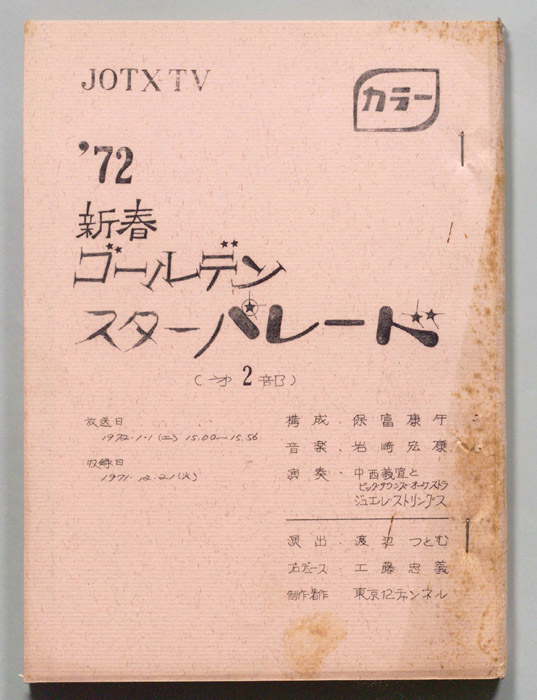 JOTX-TV
カラー
'72
新春
ゴールデン
スターパレード
(才2部)
放送日
1972.1.1(土) 15.00~15.56
収録日
1971.12.21(火)
構成・保富康午
音楽・岩崎宏康
演奏・中西義宣と
ビックサウンズ・オーケストラ
ジュエル・ストリングス
演出・渡辺つとむ
プロデュース・工藤忠義
制作・著作 東京12チャンネル